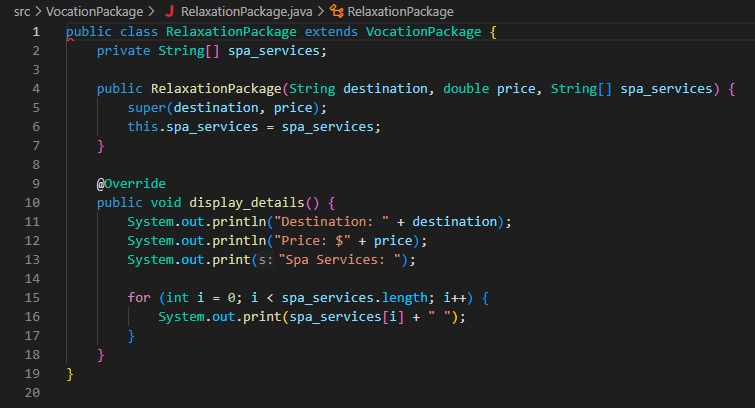 src > VocationPackage > J RelaxationPackage.java > RelaxationPackage
1 public class RelaxationPackage extends VocationPackage {
2     private String[] spa_services;
3
4     public RelaxationPackage(String destination, double price, String[] spa_services) {
5         super(destination, price);
6         this.spa_services = spa_services;
7     }
8
9     @Override
10     public void display_details() {
11         System.out.println("Destination: " + destination);
12         System.out.println("Price: $" + price);
13         System.out.print(s: "Spa Services: ");
14
15         for (int i = 0; i < spa_services.length; i++) {
16             System.out.print(spa_services[i] + " ");
17         }
18     }
19 }
20